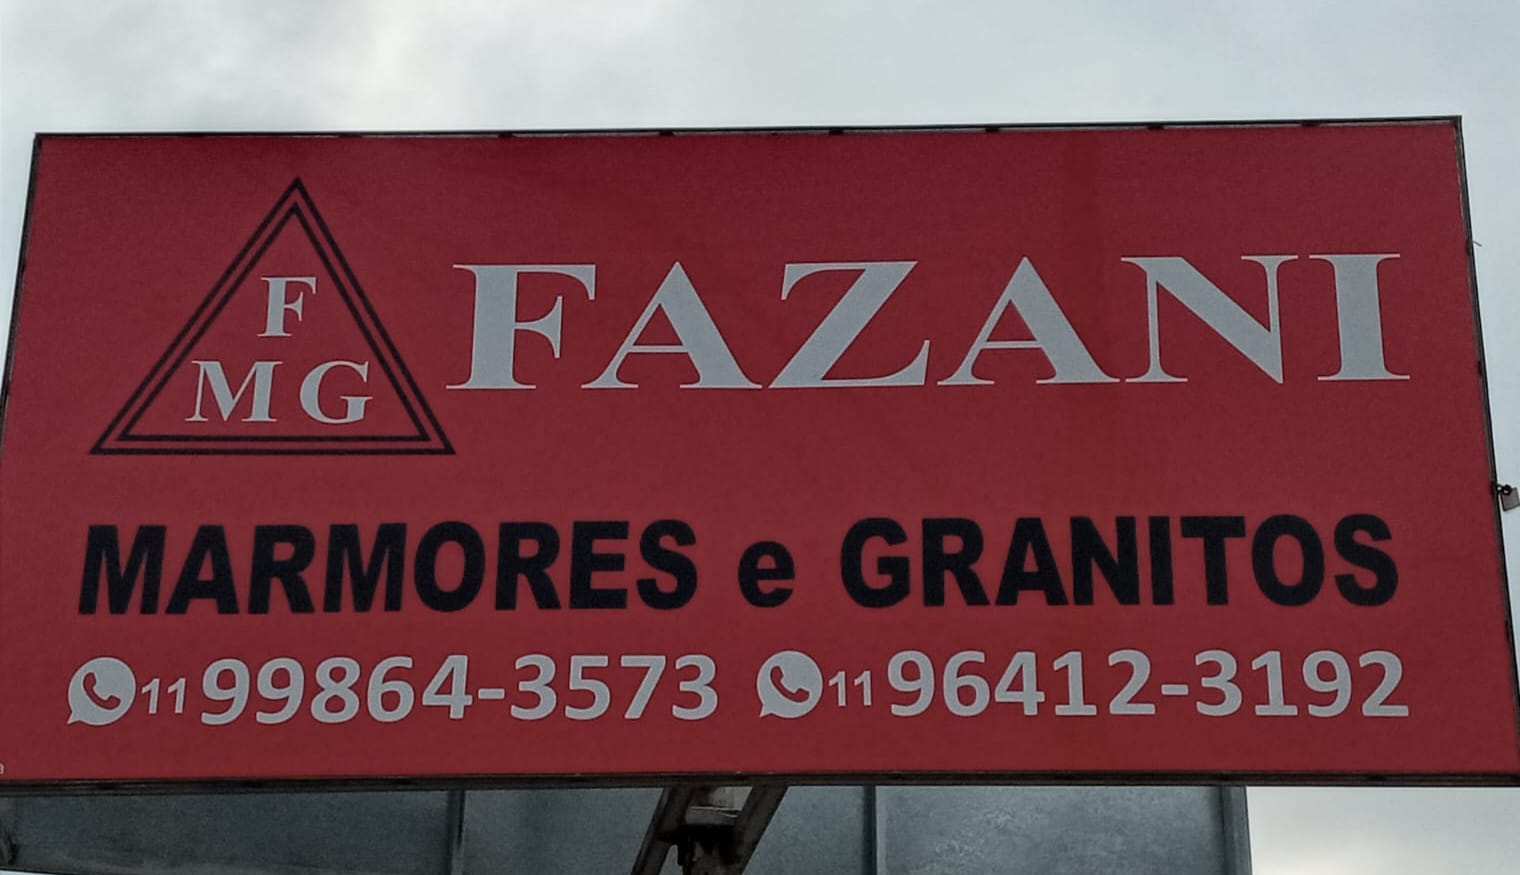 F
MG
FAZANI
MARMORES e GRANITOS
11 99864-3573 11 96412-3192